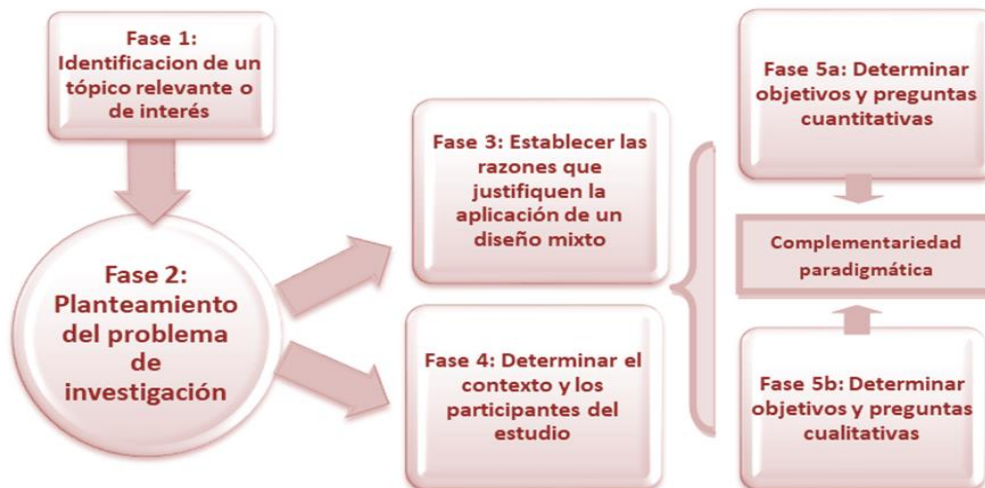 Fase 1:
Identificacion de un
tópico relevante o
de interés
Fase 2:
Planteamiento
del problema
de
investigación
Fase 3: Establecer las
razones que
justifiquen la
aplicación de un
diseño mixto
Fase 4: Determinar el
contexto y los
participantes del
estudio
Fase 5a: Determinar
objetivos y preguntas
cuantitativas
Complementariedad
paradigmática
Fase 5b: Determinar
objetivos y preguntas
cualitativas